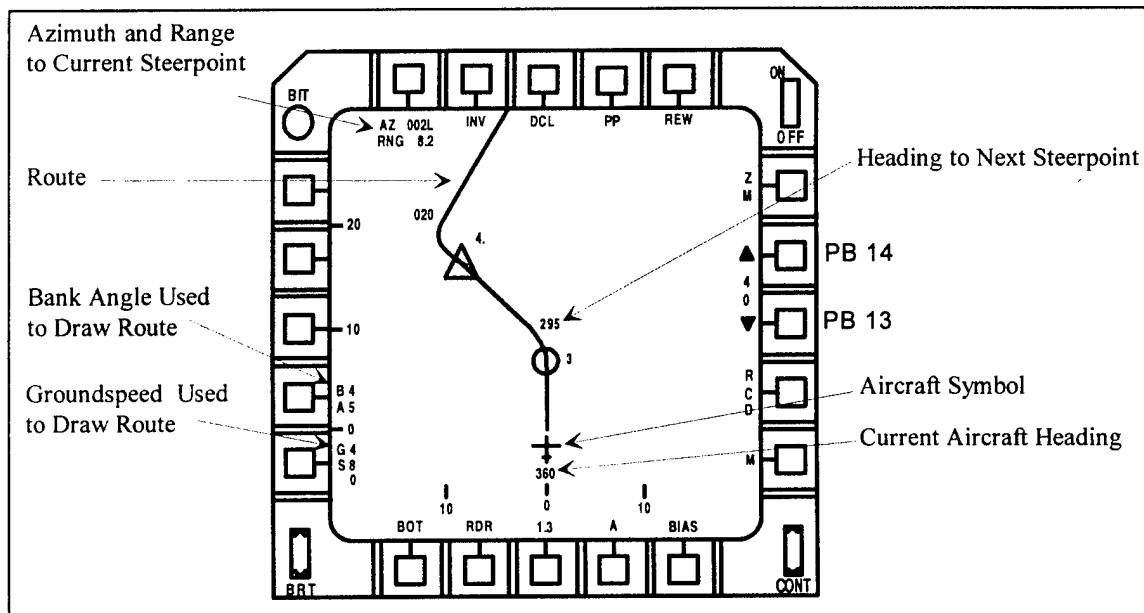 Azimuth and Range
to Current Steerpoint
BIT
AZ 002L
RNG 8.2
INV
DCL
PP
REW
ON
OFF
Route
Heading to Next Steerpoint
Z
M
020
20
4.
PB 14
4
0
Bank Angle Used
to Draw Route
10
295
PB 13
3
Groundspeed Used
to Draw Route
B 4
A 5
0
G 4
S 8
0
R
C
D
Aircraft Symbol
Current Aircraft Heading
360
M
10
0
10
BOT
RDR
1.3
A
BIAS
BRT
CONT